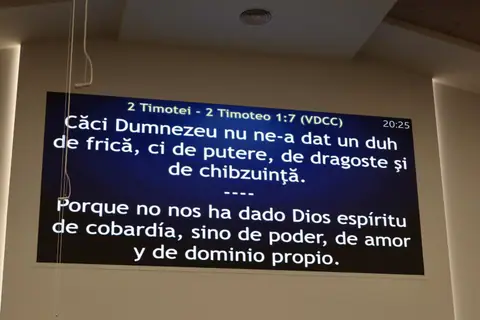 2 Timotei - 2 Timoteo 1:7 (VDCC)
20:25
Căci Dumnezeu nu ne-a dat un duh
de frică, ci de putere, de dragoste şi
de chibzuinţă.
----
Porque no nos ha dado Dios espíritu
de cobardía, sino de poder, de amor
y de dominio propio.